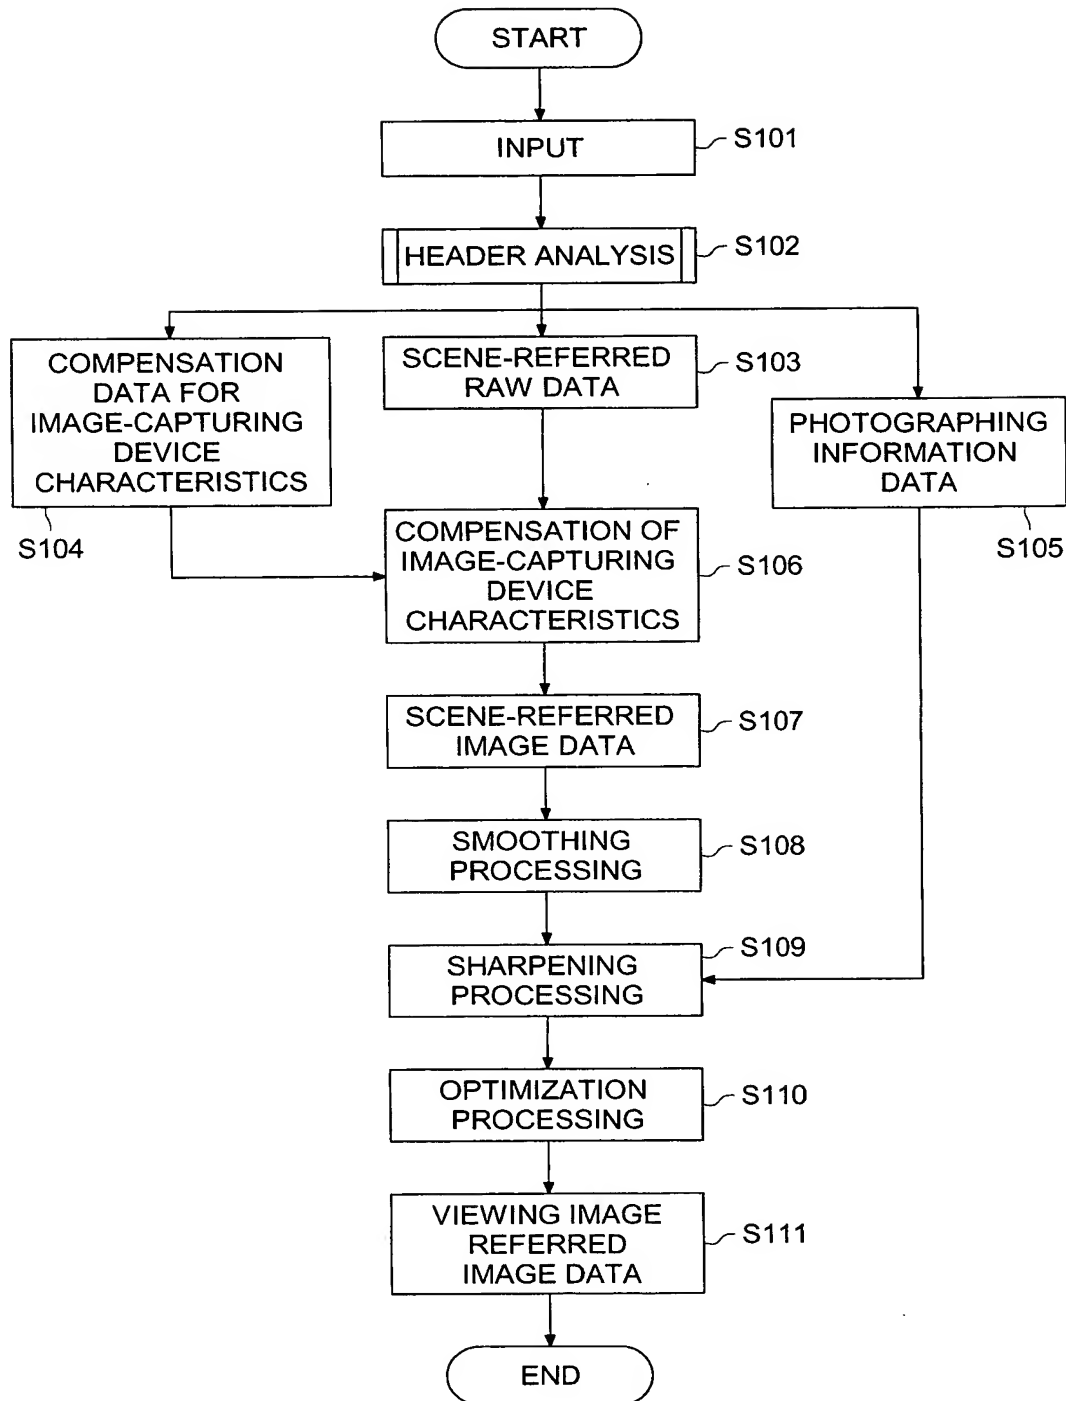 START
INPUT
S101
HEADER ANALYSIS
S102
COMPENSATION
DATA FOR
IMAGE-CAPTURING
DEVICE
CHARACTERISTICS
S104
SCENE-REFERRED
RAW DATA
S103
PHOTOGRAPHING
INFORMATION
DATA
S105
COMPENSATION OF
IMAGE-CAPTURING
DEVICE
CHARACTERISTICS
S106
SCENE-REFERRED
IMAGE DATA
S107
SMOOTHING
PROCESSING
S108
SHARPENING
PROCESSING
S109
OPTIMIZATION
PROCESSING
S110
VIEWING IMAGE
REFERRED
IMAGE DATA
S111
END